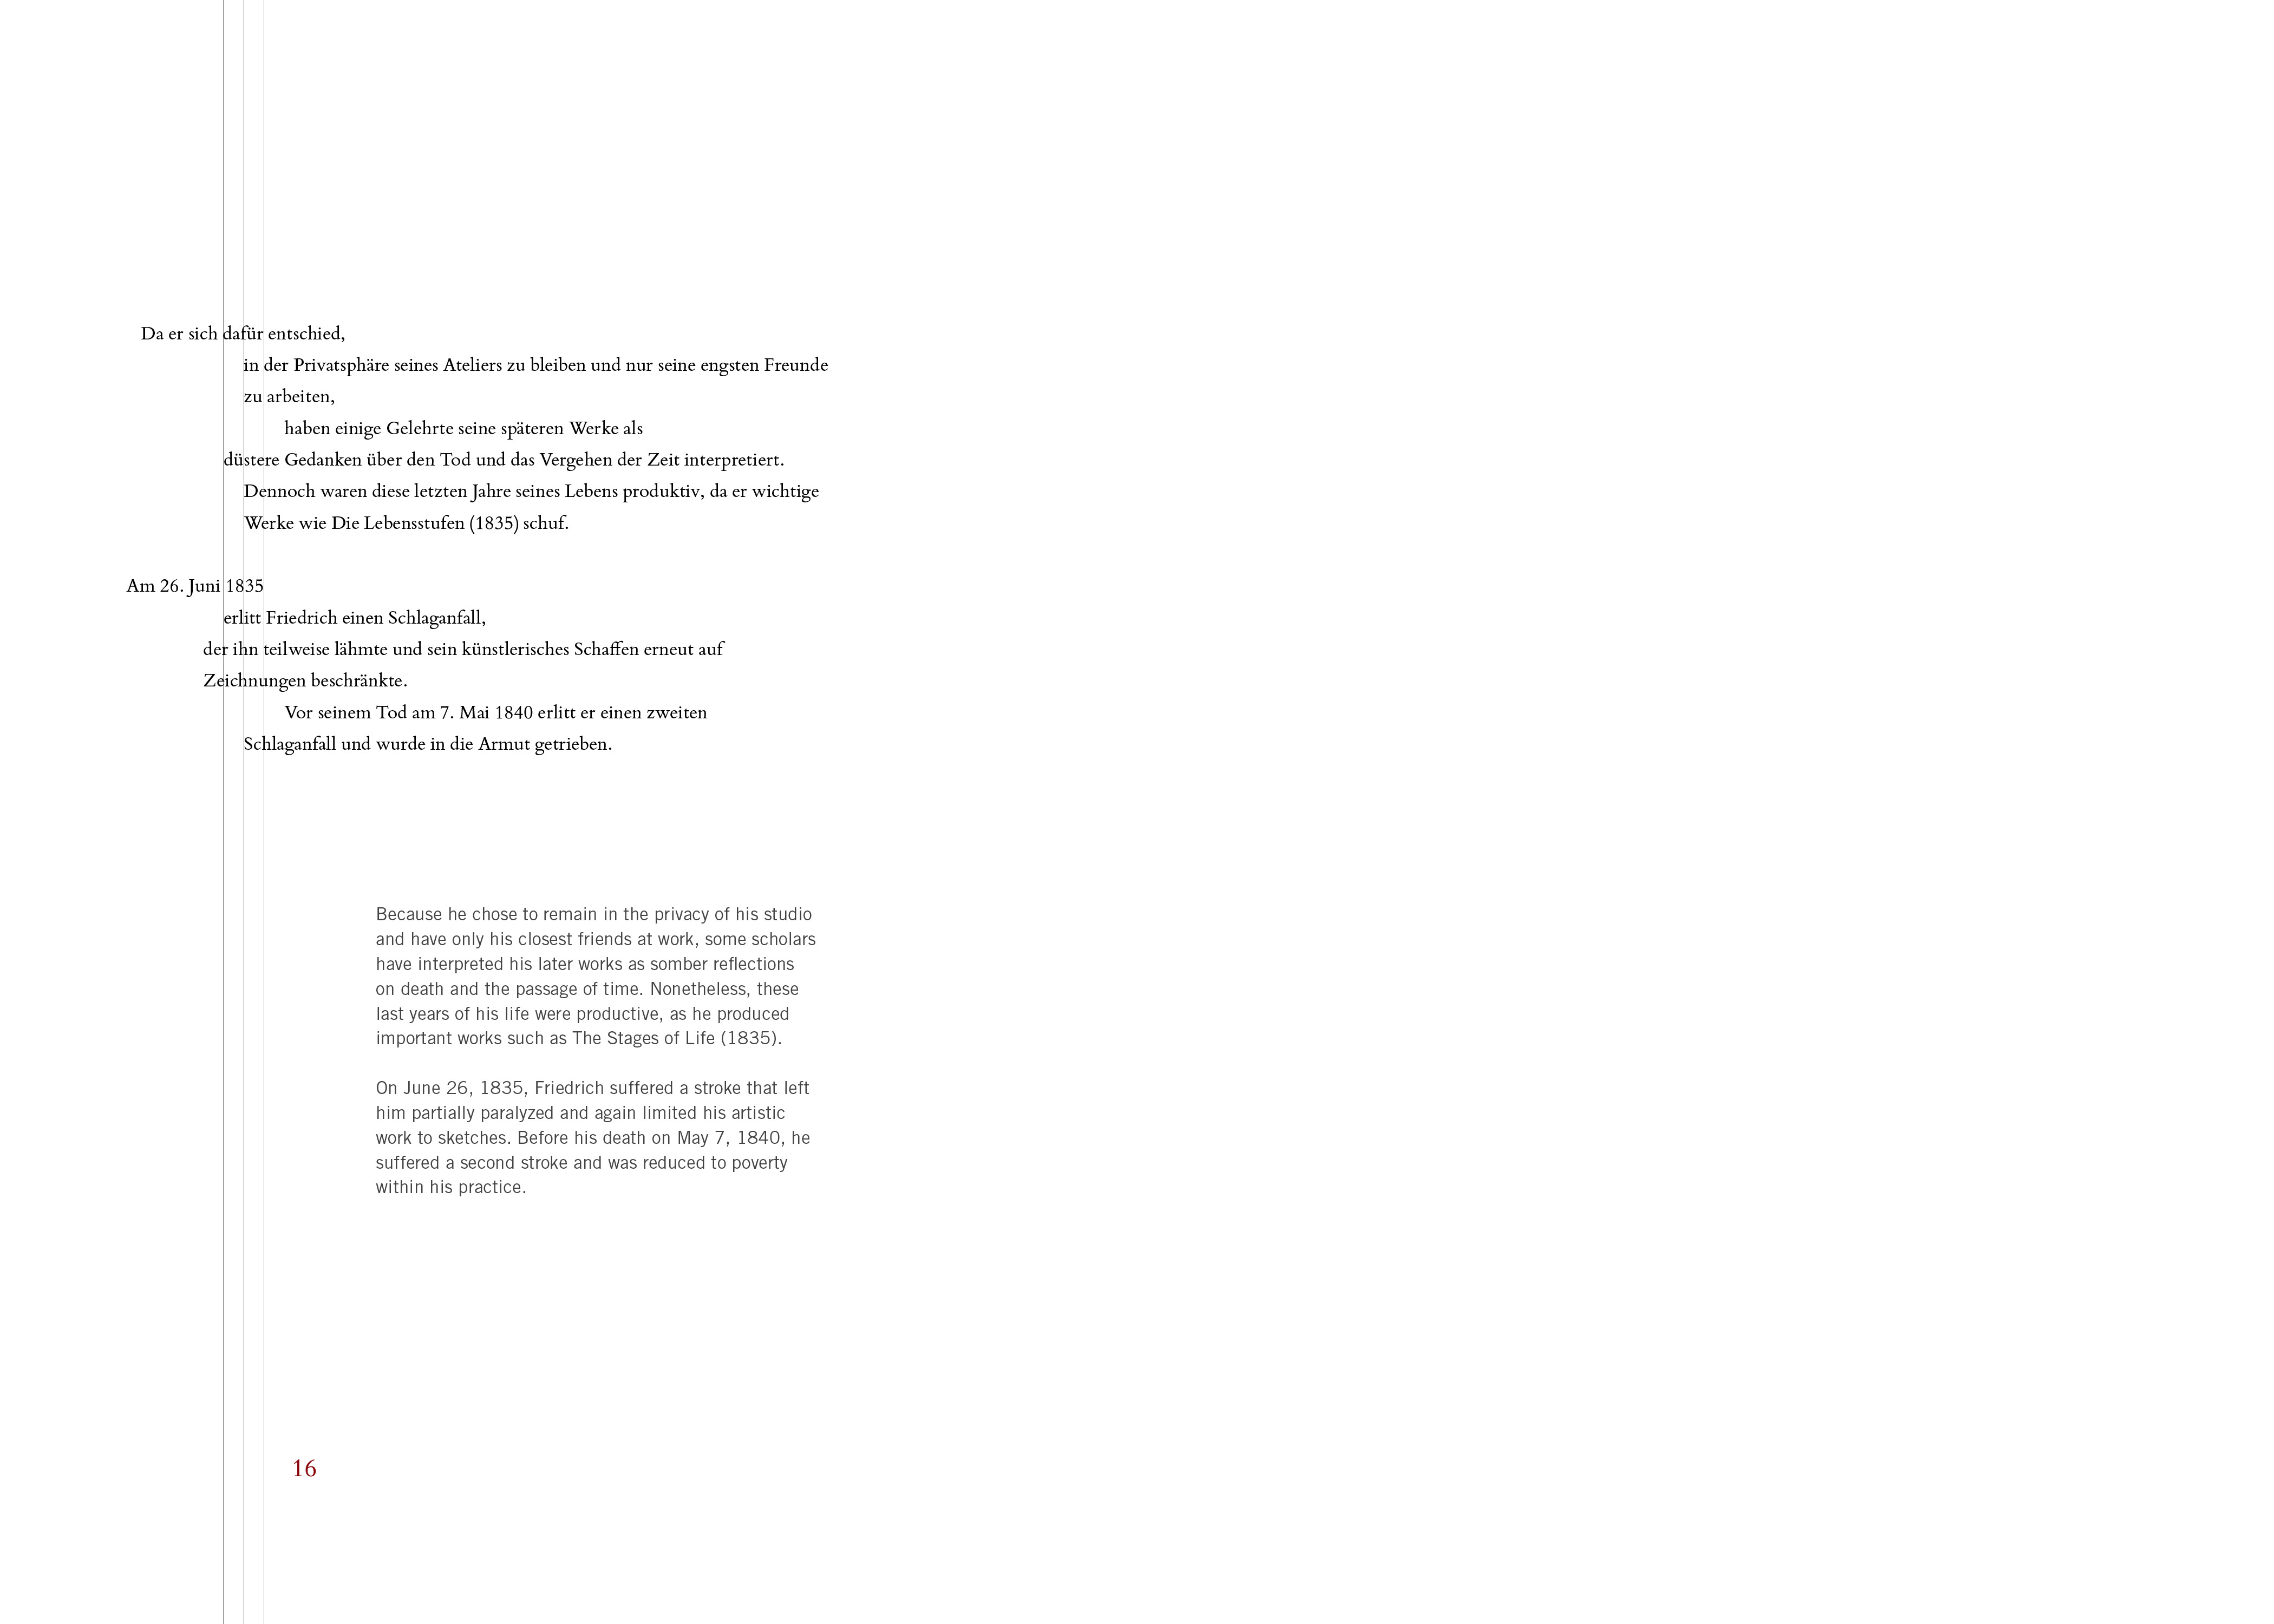 Da er sich dafür entschied,
in der Privatsphäre seines Ateliers zu bleiben und nur seine engsten Freunde
zu arbeiten,
haben einige Gelehrte seine späteren Werke als
düstere Gedanken über den Tod und das Vergehen der Zeit interpretiert.
Dennoch waren diese letzten Jahre seines Lebens produktiv, da er wichtige
Werke wie Die Lebensstufen (1835) schuf.
Am 26. Juni 1835
erlitt Friedrich einen Schlaganfall,
der ihn teilweise lähmte und sein künstlerisches Schaffen erneut auf
Zeichnungen beschränkte.
Vor seinem Tod am 7. Mai 1840 erlitt er einen zweiten
Schlaganfall und wurde in die Armut getrieben.
Because he chose to remain in the privacy of his studio
and have only his closest friends at work, some scholars
have interpreted his later works as somber reflections
on death and the passage of time. Nonetheless, these
last years of his life were productive, as he produced
important works such as The Stages of Life (1835).
On June 26, 1835, Friedrich suffered a stroke that left
him partially paralyzed and again limited his artistic
work to sketches. Before his death on May 7, 1840, he
suffered a second stroke and was reduced to poverty
within his practice.
16